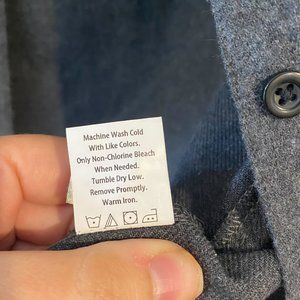 Machine Wash Cold
With Like Colors.
Only Non-Chlorine Bleach
When Needed.
Tumble Dry Low.
Remove Promptly.
Warm Iron.